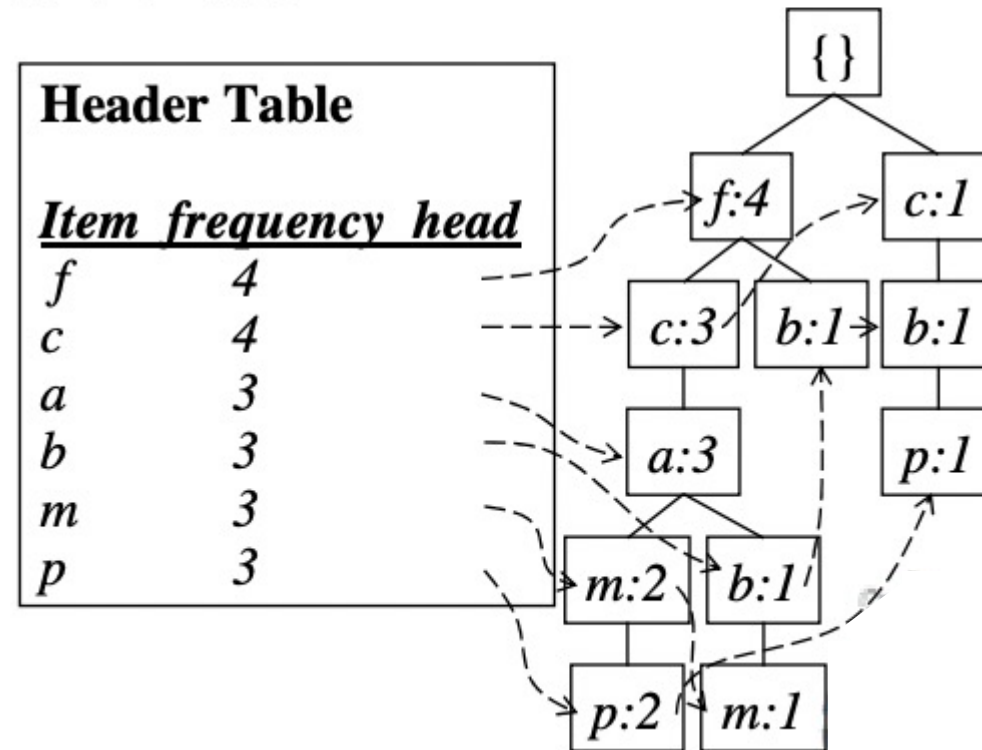 Header Table
Item frequency head
f 4
c 4
a 3
b 3
m 3
p 3
{}
f:4 c:1
c:3 b:1 b:1
a:3 p:1
m:2 b:1
p:2 m:1